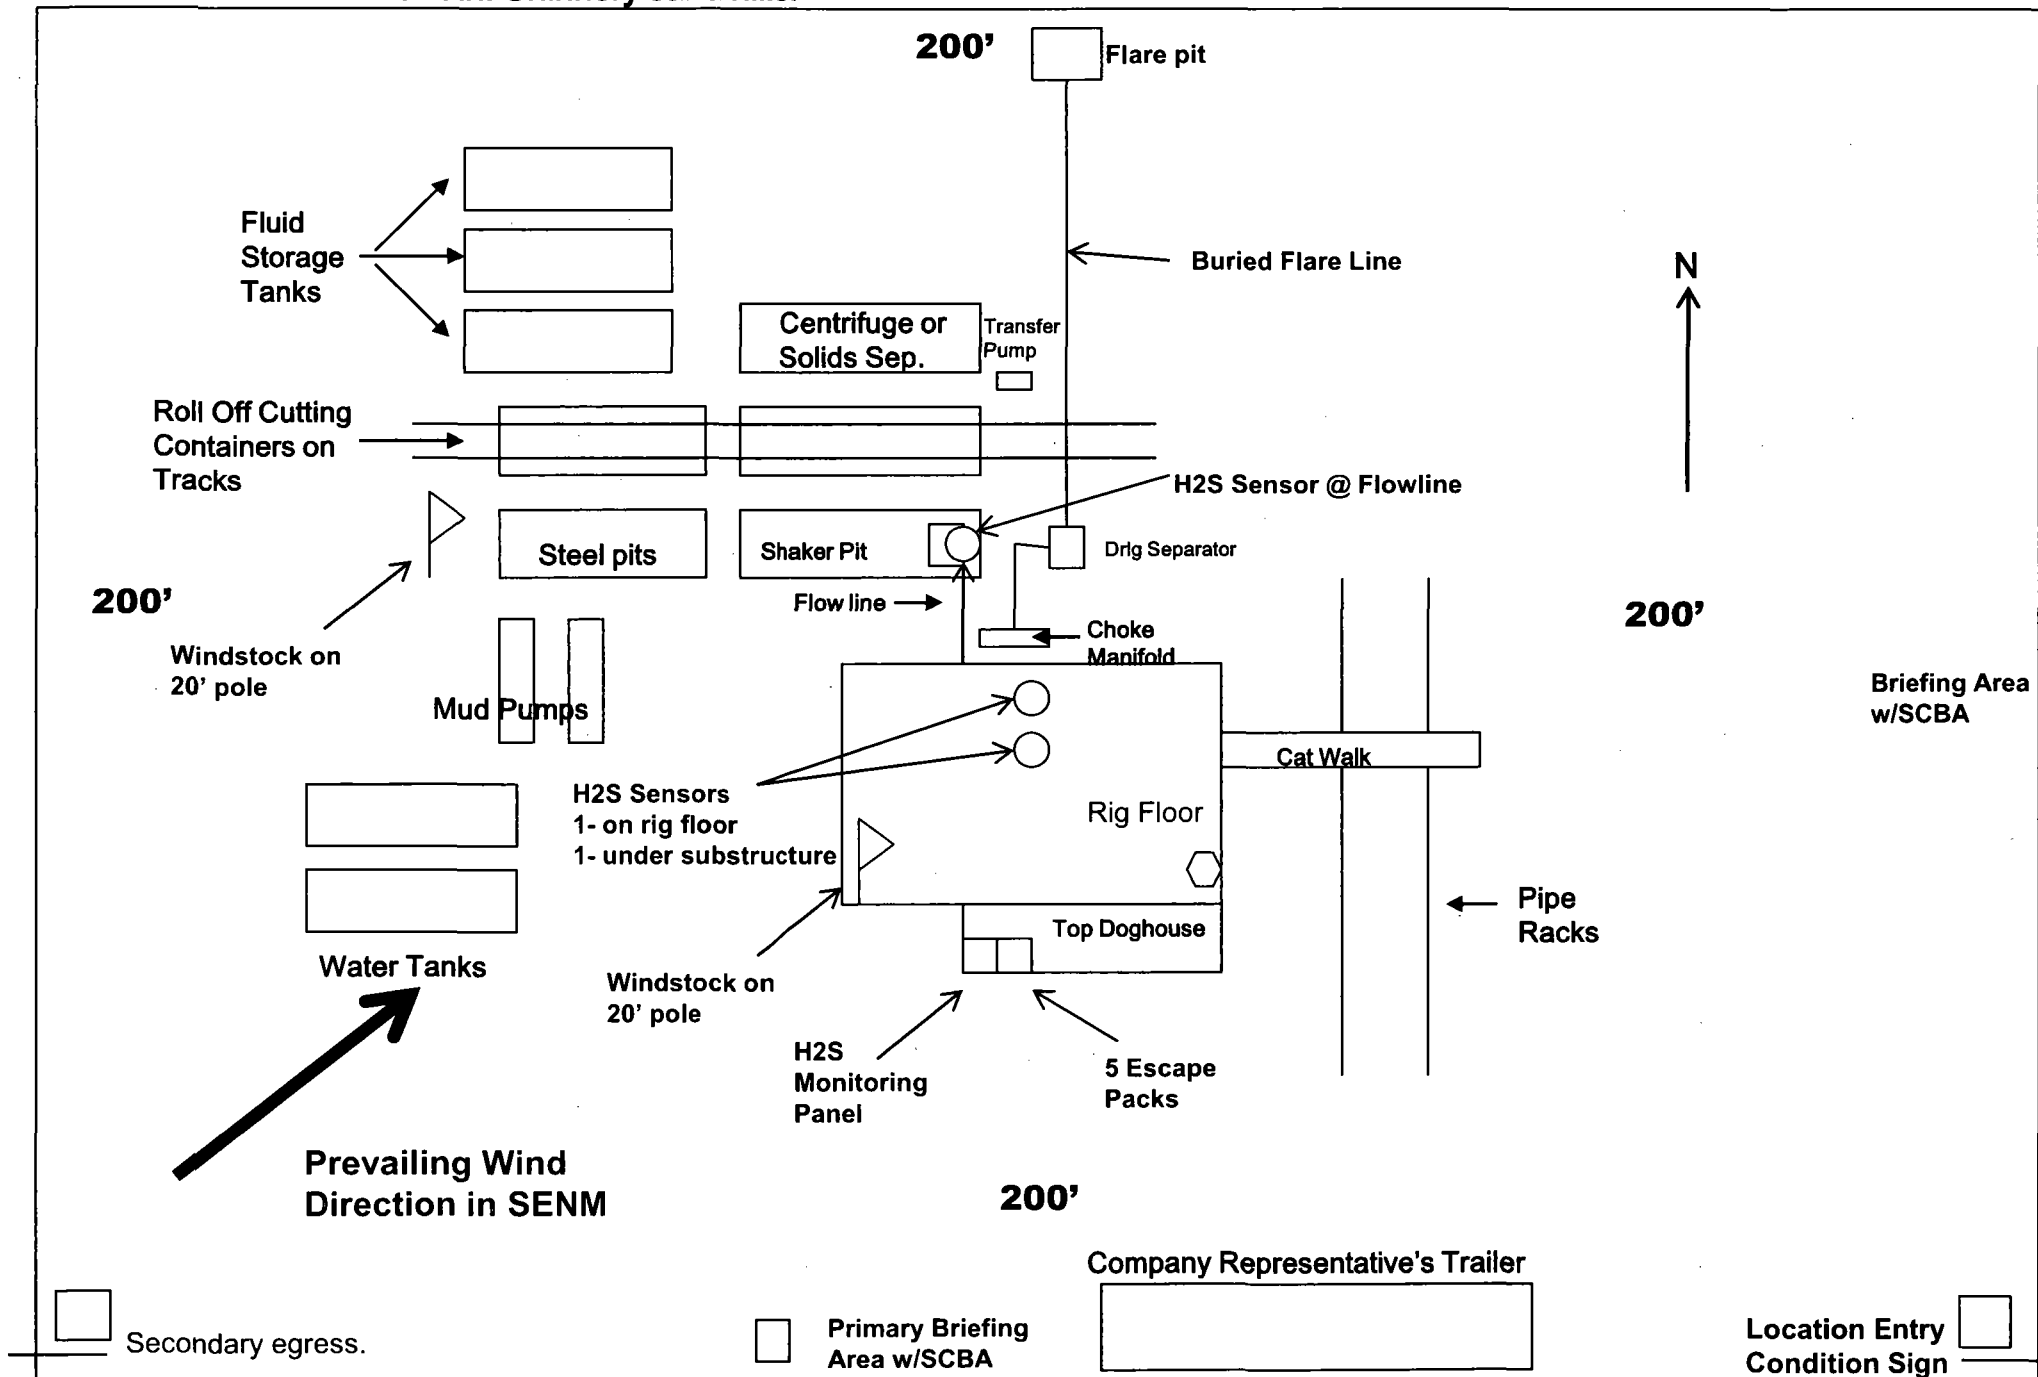 200’
Flare pit
Fluid
Storage
Tanks
Buried Flare Line
N
Centrifuge or
Solids Sep.
Transfer
Pump
Roll Off Cutting
Containers on
Tracks
H2S Sensor @ Flowline
Steel pits
Shaker Pit
Drlg Separator
200’
Flow line
200’
Windstock on
20’ pole
Choke
Manifold
Mud Pumps
Briefing Area
w/SCBA
Cat Walk
H2S Sensors
1- on rig floor
1- under substructure
Rig Floor
Pipe
Racks
Top Doghouse
Water Tanks
Windstock on
20’ pole
H2S
Monitoring
Panel
5 Escape
Packs
Prevailing Wind
Direction in SENM
200’
Company Representative’s Trailer
Secondary egress.
Primary Briefing
Area w/SCBA
Location Entry
Condition Sign